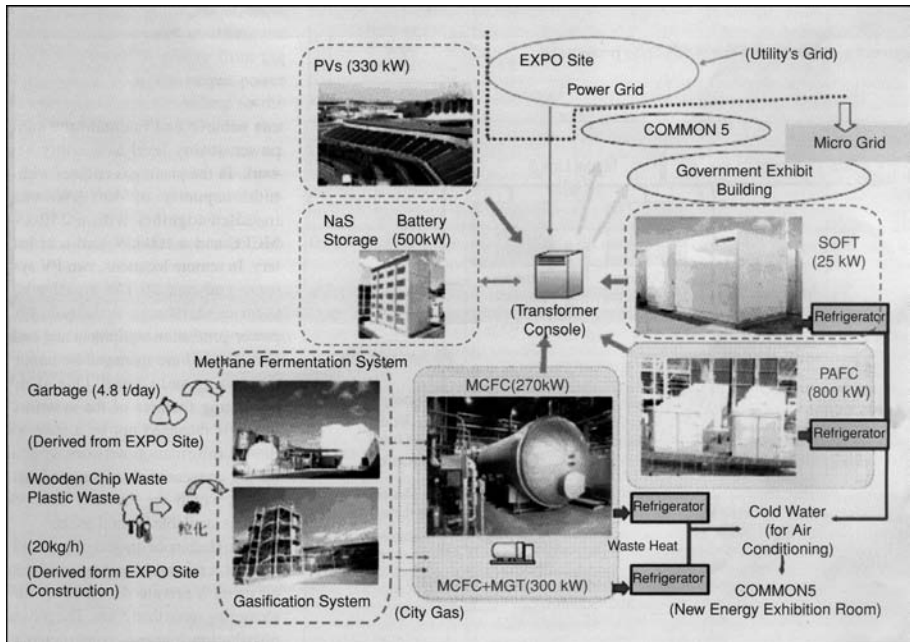 PVs (330 kW)
EXPO Site
Power Grid
(Utility's Grid)
COMMON 5
Micro Grid
Government Exhibit
Building
NaS
Storage
Battery
(500kW)
(Transformer
Console)
SOFT
(25 kW)
Refrigerator
PAFC
(800 kW)
Refrigerator
Methane Fermentation System
Garbage (4.8 t/day)
(Derived from EXPO Site)
Wooden Chip Waste
Plastic Waste
粒化
(20kg/h)
(Derived form EXPO Site
Construction)
Gasification System
MCFC(270kW)
MCFC+MGT(300 kW)
(City Gas)
Refrigerator
Waste Heat
Refrigerator
Cold Water
(for Air
Conditioning)
COMMON5
(New Energy Exhibition Room)